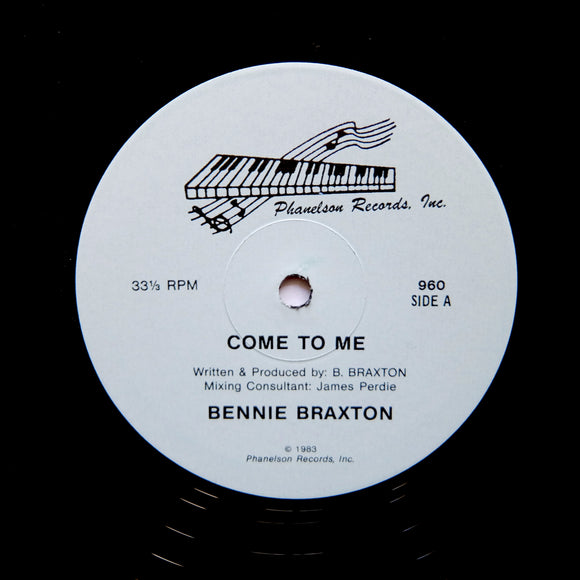 Phanelson Records, Inc.
33⅓ RPM
960
SIDE A
COME TO ME
Written & Produced by: B. BRAXTON
Mixing Consultant: James Perdie
BENNIE BRAXTON
© 1983
Phanelson Records, Inc.